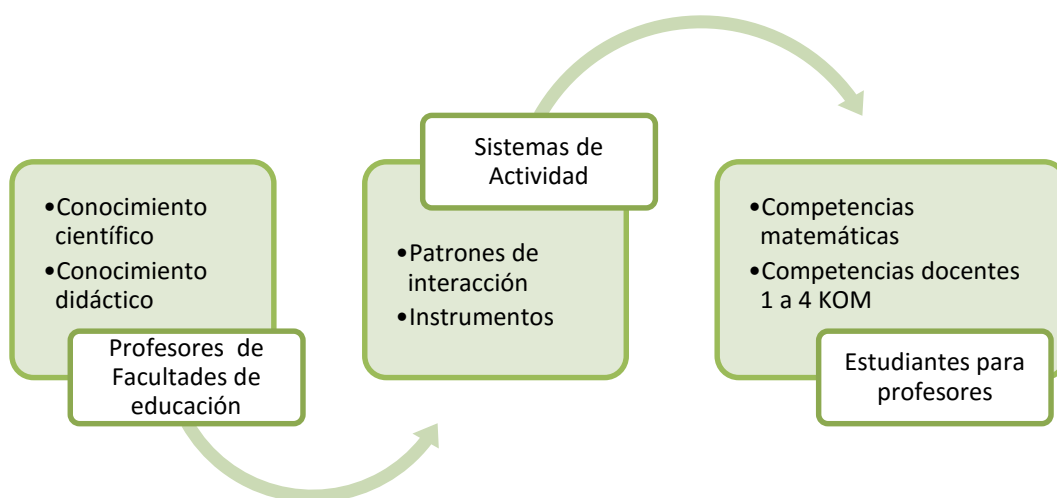 •Conocimiento
científico
•Conocimiento
didáctico
Profesores de
Facultades de
educación
Sistemas de
Actividad
•Patrones de
interacción
•Instrumentos
•Competencias
matemáticas
•Competencias docentes
1 a 4 KOM
Estudiantes para
profesores